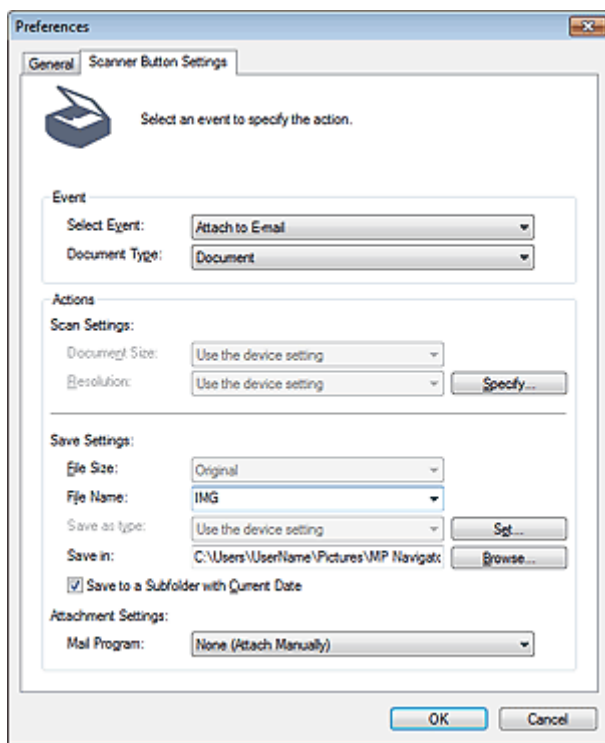 Preferences
General Scanner Button Settings
Select an event to specify the action.
Event
Select Event: Attach to E-mail
Document Type: Document
Actions
Scan Settings:
Document Size: Use the device setting
Resolution: Use the device setting Specify...
Save Settings:
File Size: Original
File Name: IMG
Save as type: Use the device setting Set...
Save in: C:\Users\UserName\Pictures\MP Navigato Browse...
Save to a Subfolder with Current Date
Attachment Settings:
Mail Program: None (Attach Manually)
OK Cancel